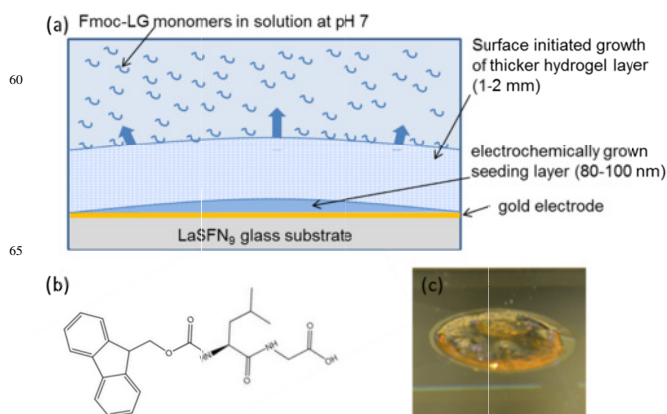 (a)
Fmoc-LG monomers in solution at pH 7
60
Surface initiated growth
of thicker hydrogel layer
(1-2 mm)
electrochemically grown
seeding layer (80-100 nm)
gold electrode
LaSFN9 glass substrate
65
(b)
(c)
O
O
HN
O
NH
O
OH